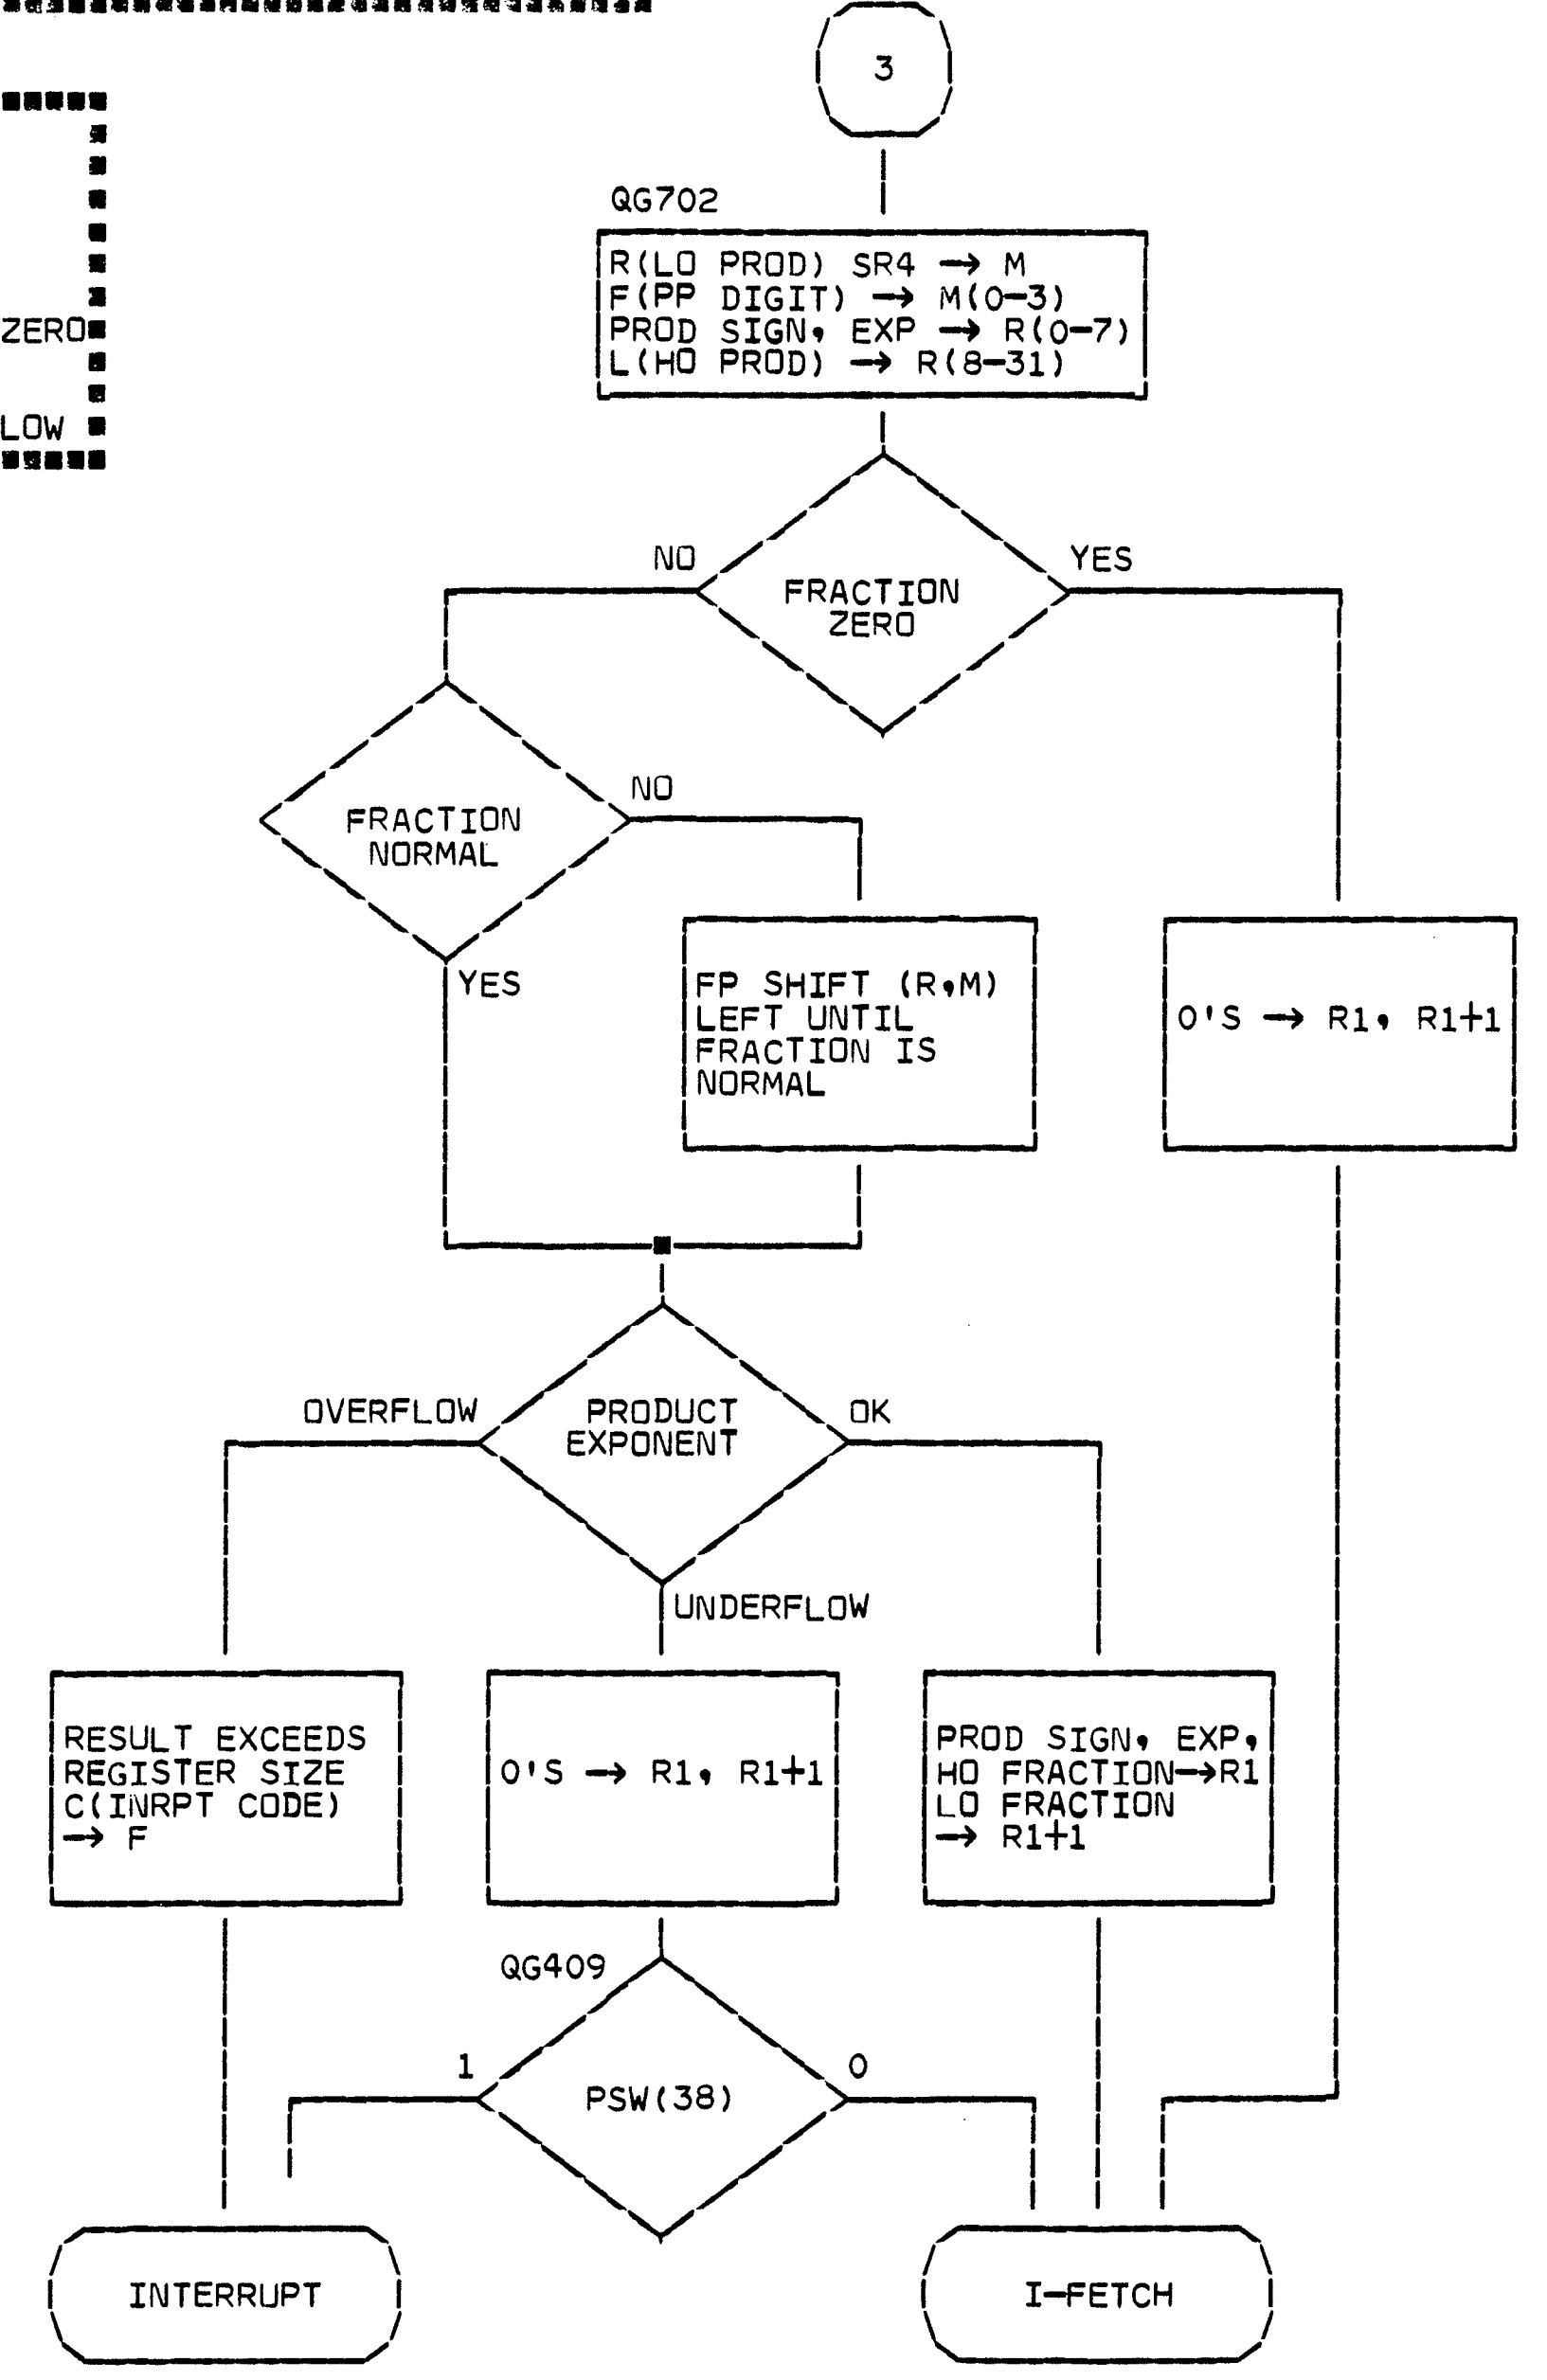 3
QG702
R(LO PROD) SR4 → M
F(PP DIGIT) → M(0-3)
PROD SIGN, EXP → R(0-7)
L(HO PROD) → R(8-31)
ZERO
LOW
NO
YES
FRACTION
ZERO
NO
FRACTION
NORMAL
YES
FP SHIFT (R,M)
LEFT UNTIL
FRACTION IS
NORMAL
0'S → R1, R1+1
OVERFLOW
PRODUCT
EXPONENT
OK
UNDERFLOW
RESULT EXCEEDS
REGISTER SIZE
C(INRPT CODE)
→ F
0'S → R1, R1+1
PROD SIGN, EXP,
HO FRACTION→R1
LO FRACTION
→ R1+1
QG409
1
0
PSW(38)
INTERRUPT
I-FETCH